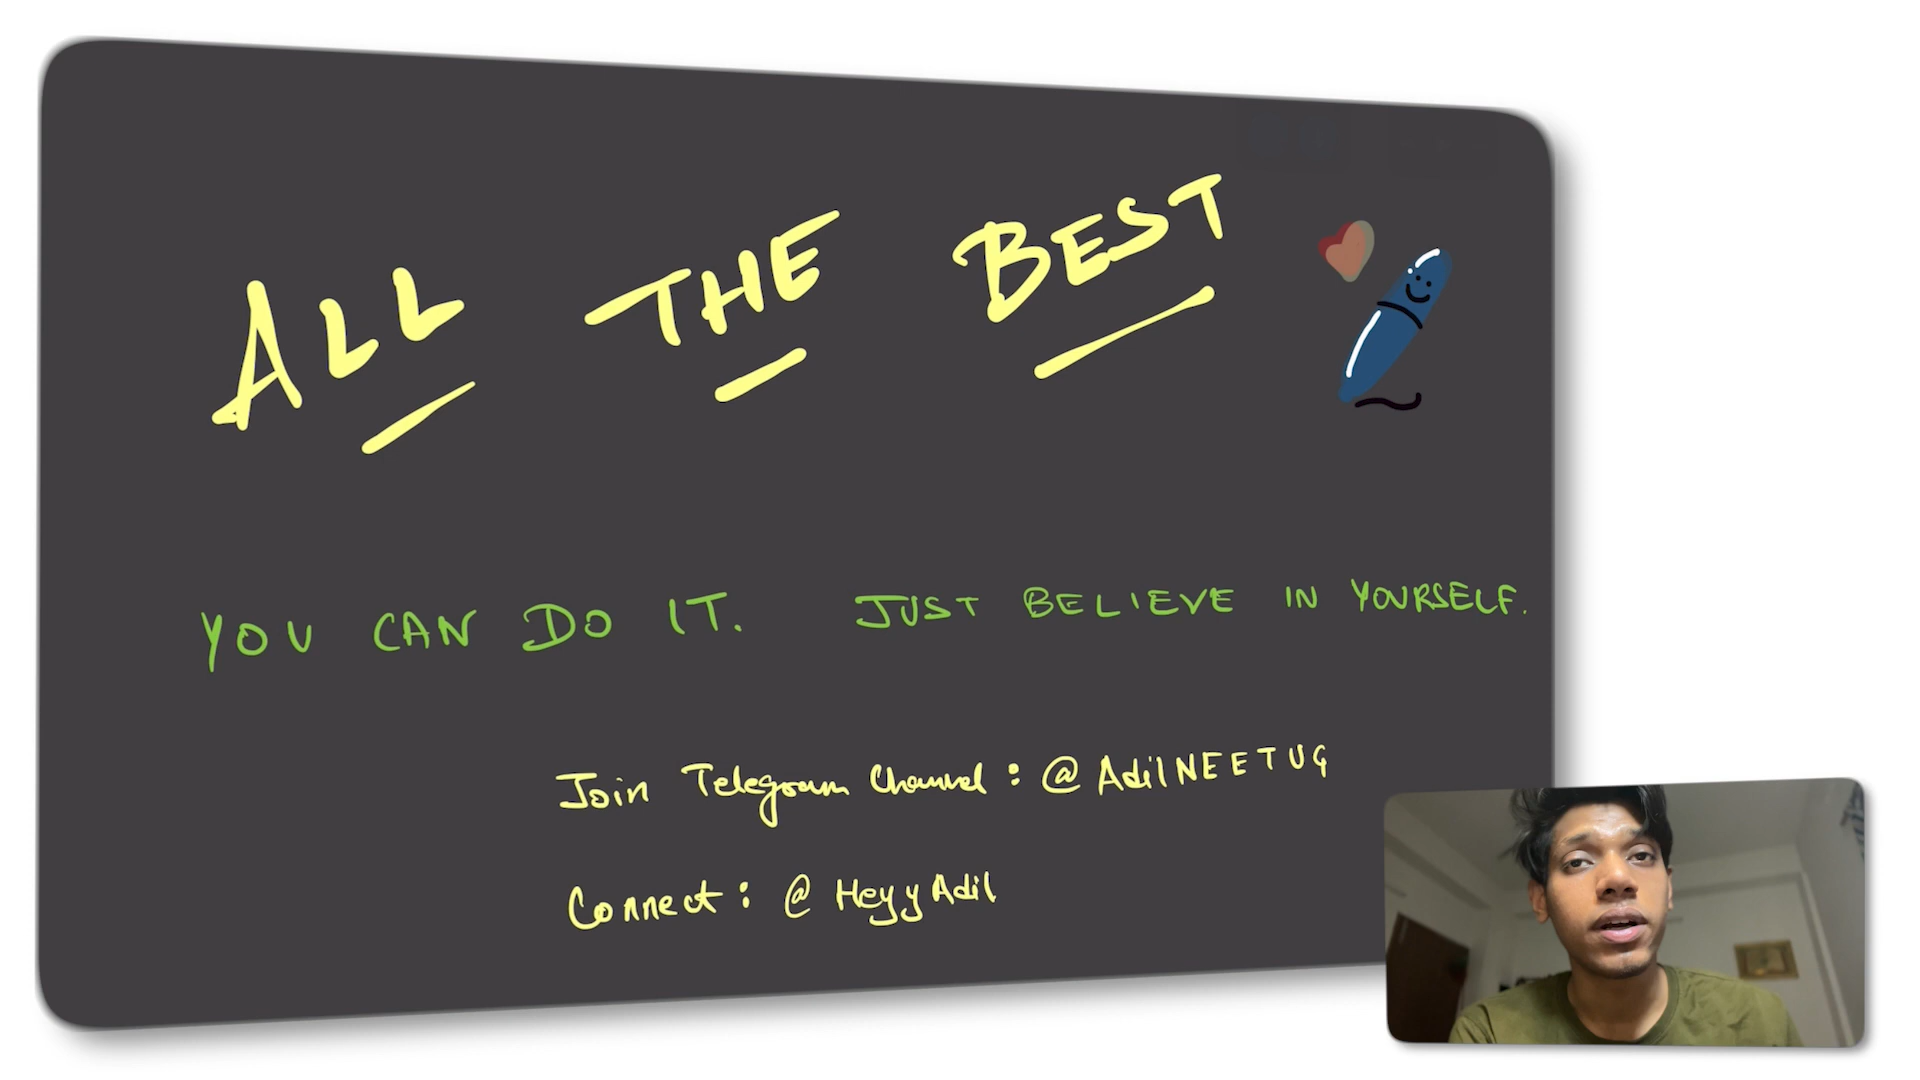 ALL THE BEST
YOU CAN DO IT. JUST BELIEVE IN YOURSELF.
Join Telegram Channel : @AdilNEETUG
Connect : @HeyyAdil